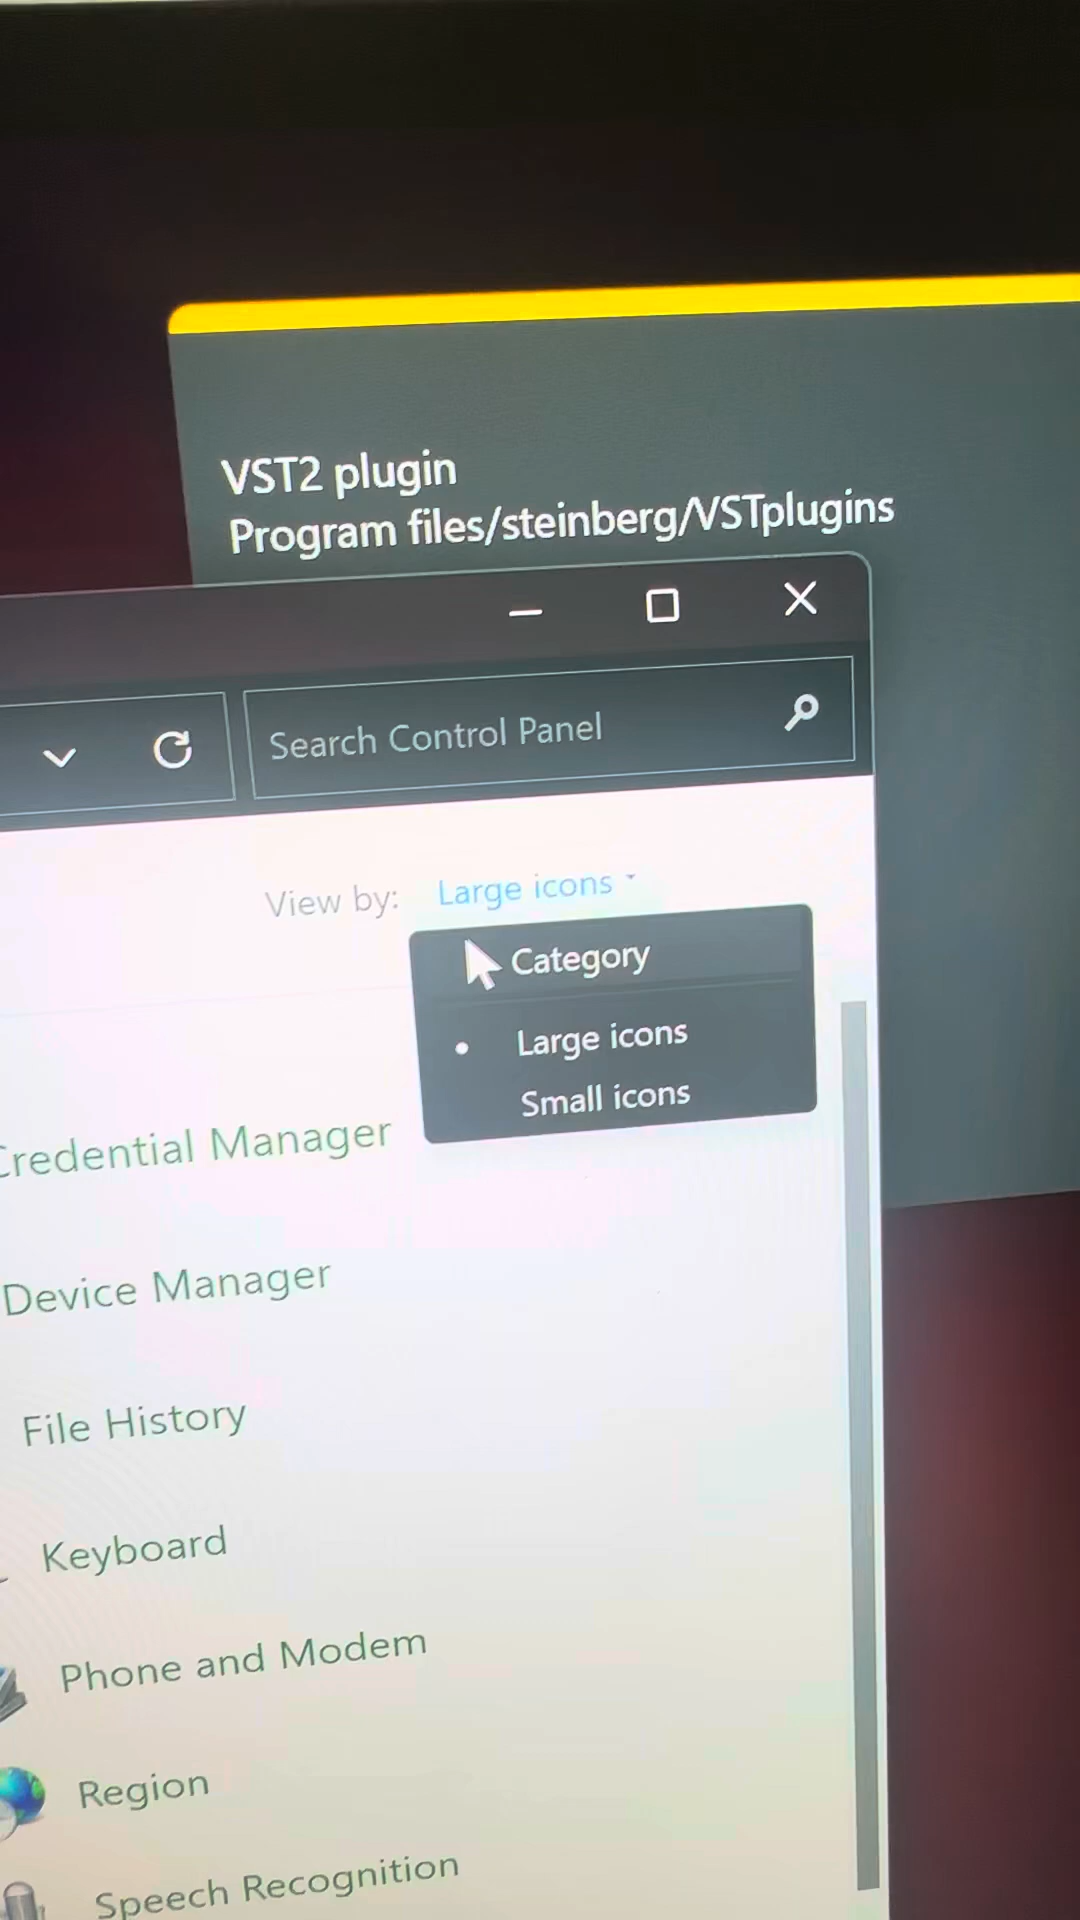 VST2 plugin
Program files/steinberg/VSTplugins
Search Control Panel
View by: Large icons
Category
Large icons
Small icons
Credential Manager
Device Manager
File History
Keyboard
Phone and Modem
Region
Speech Recognition